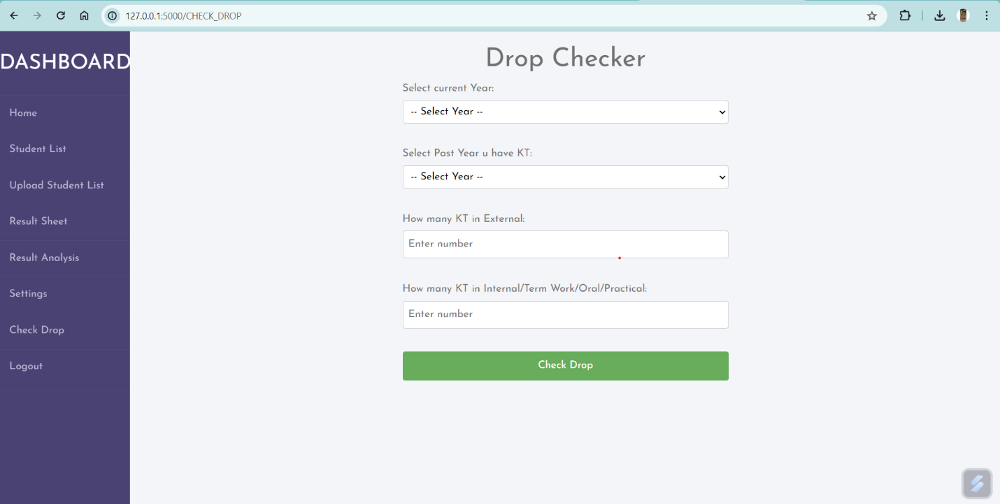 127.0.0.1:5000/CHECK_DROP
DASHBOARD
Home
Student List
Upload Student List
Result Sheet
Result Analysis
Settings
Check Drop
Logout
Drop Checker
Select current Year:
-- Select Year --
Select Past Year u have KT:
-- Select Year --
How many KT in External:
Enter number
How many KT in Internal/Term Work/Oral/Practical:
Enter number
Check Drop